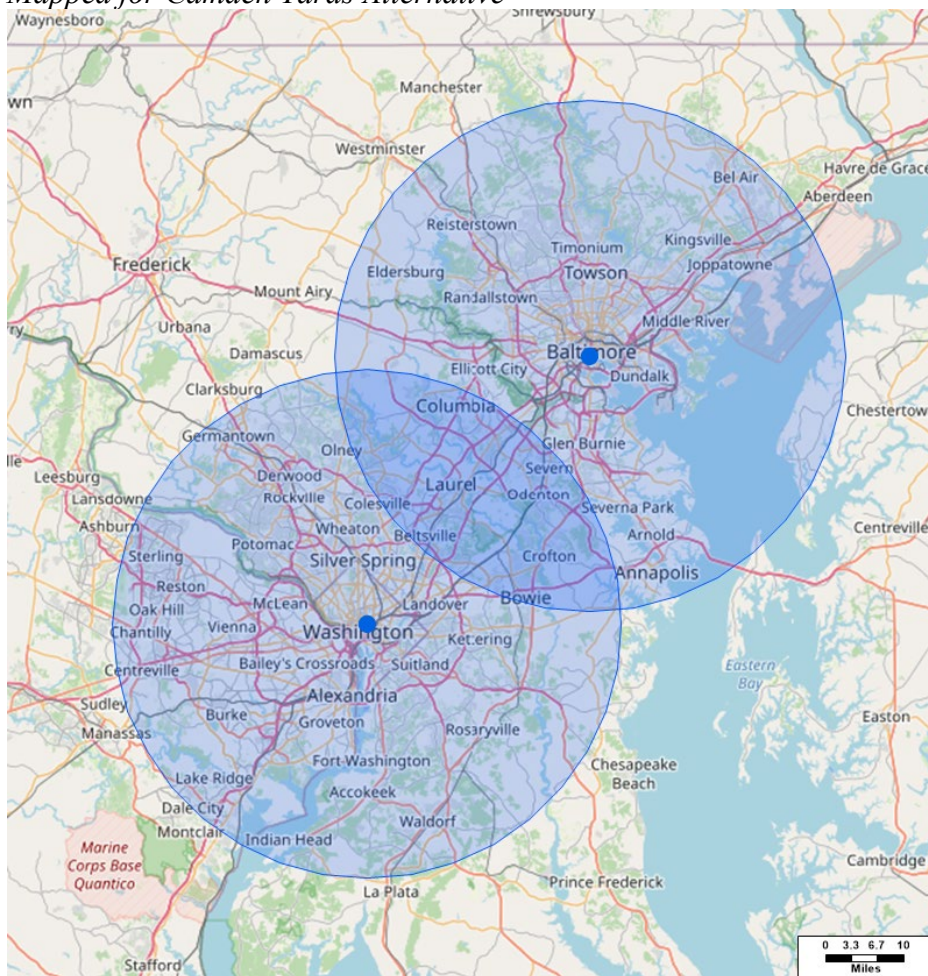 Mapped for Camden Yards Alternative
Waynesboro
Shrewsbury
Manchester
Westminster
Bel Air
Havre de Grace
Aberdeen
Reisterstown
Timonium
Kingsville
Frederick
Eldersburg
Towson
Joppatowne
Mount Airy
Randallstown
Urbana
Middle River
Damascus
Baltimore
Ellicott City
Dundalk
Clarksburg
Columbia
Chestertow
Germantown
Olney
Glen Burnie
Leesburg
Derwood
Severn
Laurel
Rockville
Odenton
Lansdowne
Colesville
Severna Park
Ashburn
Wheaton
Beltsville
Arnold
Centreville
Sterling
Potomac
Silver Spring
Crofton
Annapolis
Reston
McLean
Landover
Bowie
Oak Hill
Vienna
Washington
Chantilly
Kettering
Centreville
Bailey's Crossroads
Suitland
Eastern
Bay
Sudley
Alexandria
Burke
Groveton
Rosaryville
Easton
Manassas
Fort Washington
Chesapeake
Beach
Lake Ridge
Accokeek
Dale City
Waldorf
Montclair
Indian Head
Marine
Corps Base
Quantico
Cambridge
La Plata
Prince Frederick
Stafford
0 3.3 6.7 10
Miles